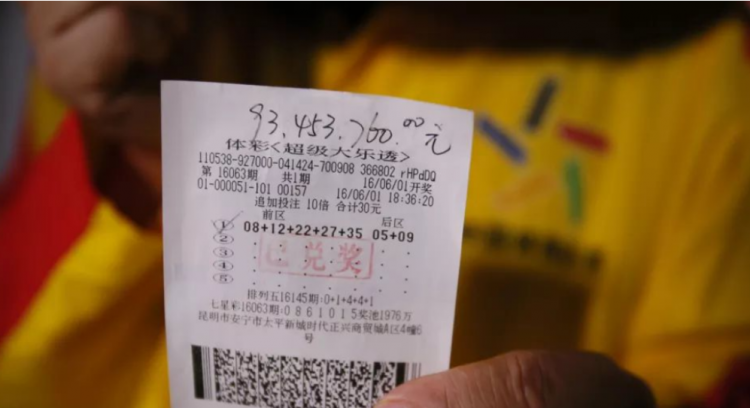 93,453,760.00元
体彩<超级大乐透>
110538-927000-041424-700908 366802 rHPdDQ
第 16063期 共1期 16/06/01开奖
01-000051-101 00157 16/06/01 18:36:20
追加投注 10倍 合计30元
前区 后区
① 08+12+22+27+35 05+09
②
③ 已兑奖
④
⑤
排列五16145期:0+1+4+4+1
七星彩16063期:0861015奖池1976万
昆明市安宁市太平新城时代正兴商贸城A区4幢6
号